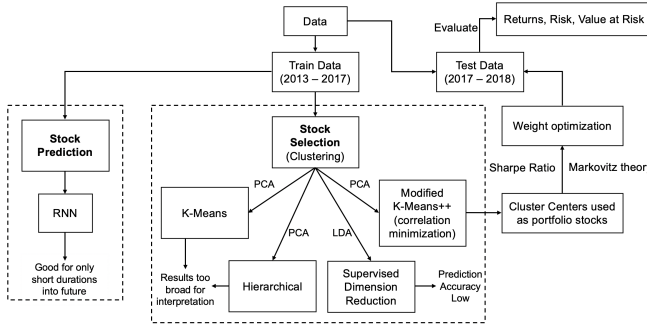 Data
Returns, Risk, Value at Risk
Evaluate
Train Data
(2013 – 2017)
Test Data
(2017 – 2018)
Stock
Prediction
Stock
Selection
(Clustering)
Weight optimization
Sharpe Ratio
Markovitz theory
PCA
PCA
RNN
K-Means
Modified
K-Means++
(correlation
minimization)
Cluster Centers used
as portfolio stocks
PCA
LDA
Good for only
short durations
into future
Results too
broad for
interpretation
Hierarchical
Supervised
Dimension
Reduction
Prediction
Accuracy
Low